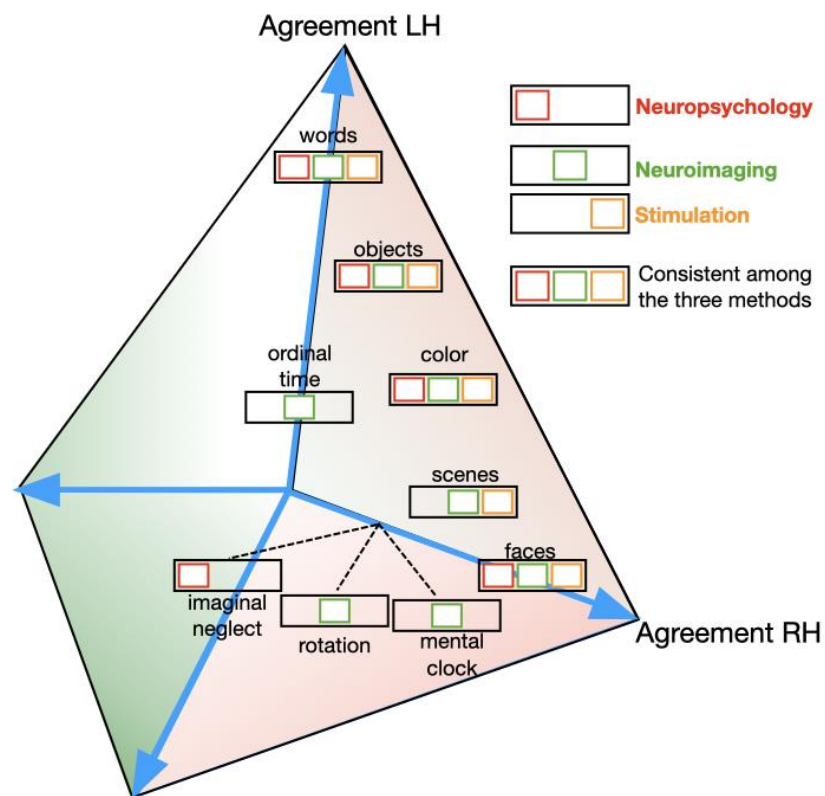 Agreement LH
words
Neuropsychology
Neuroimaging
Stimulation
objects
Consistent among
the three methods
ordinal
time
color
scenes
faces
imaginal
neglect
rotation
mental
clock
Agreement RH